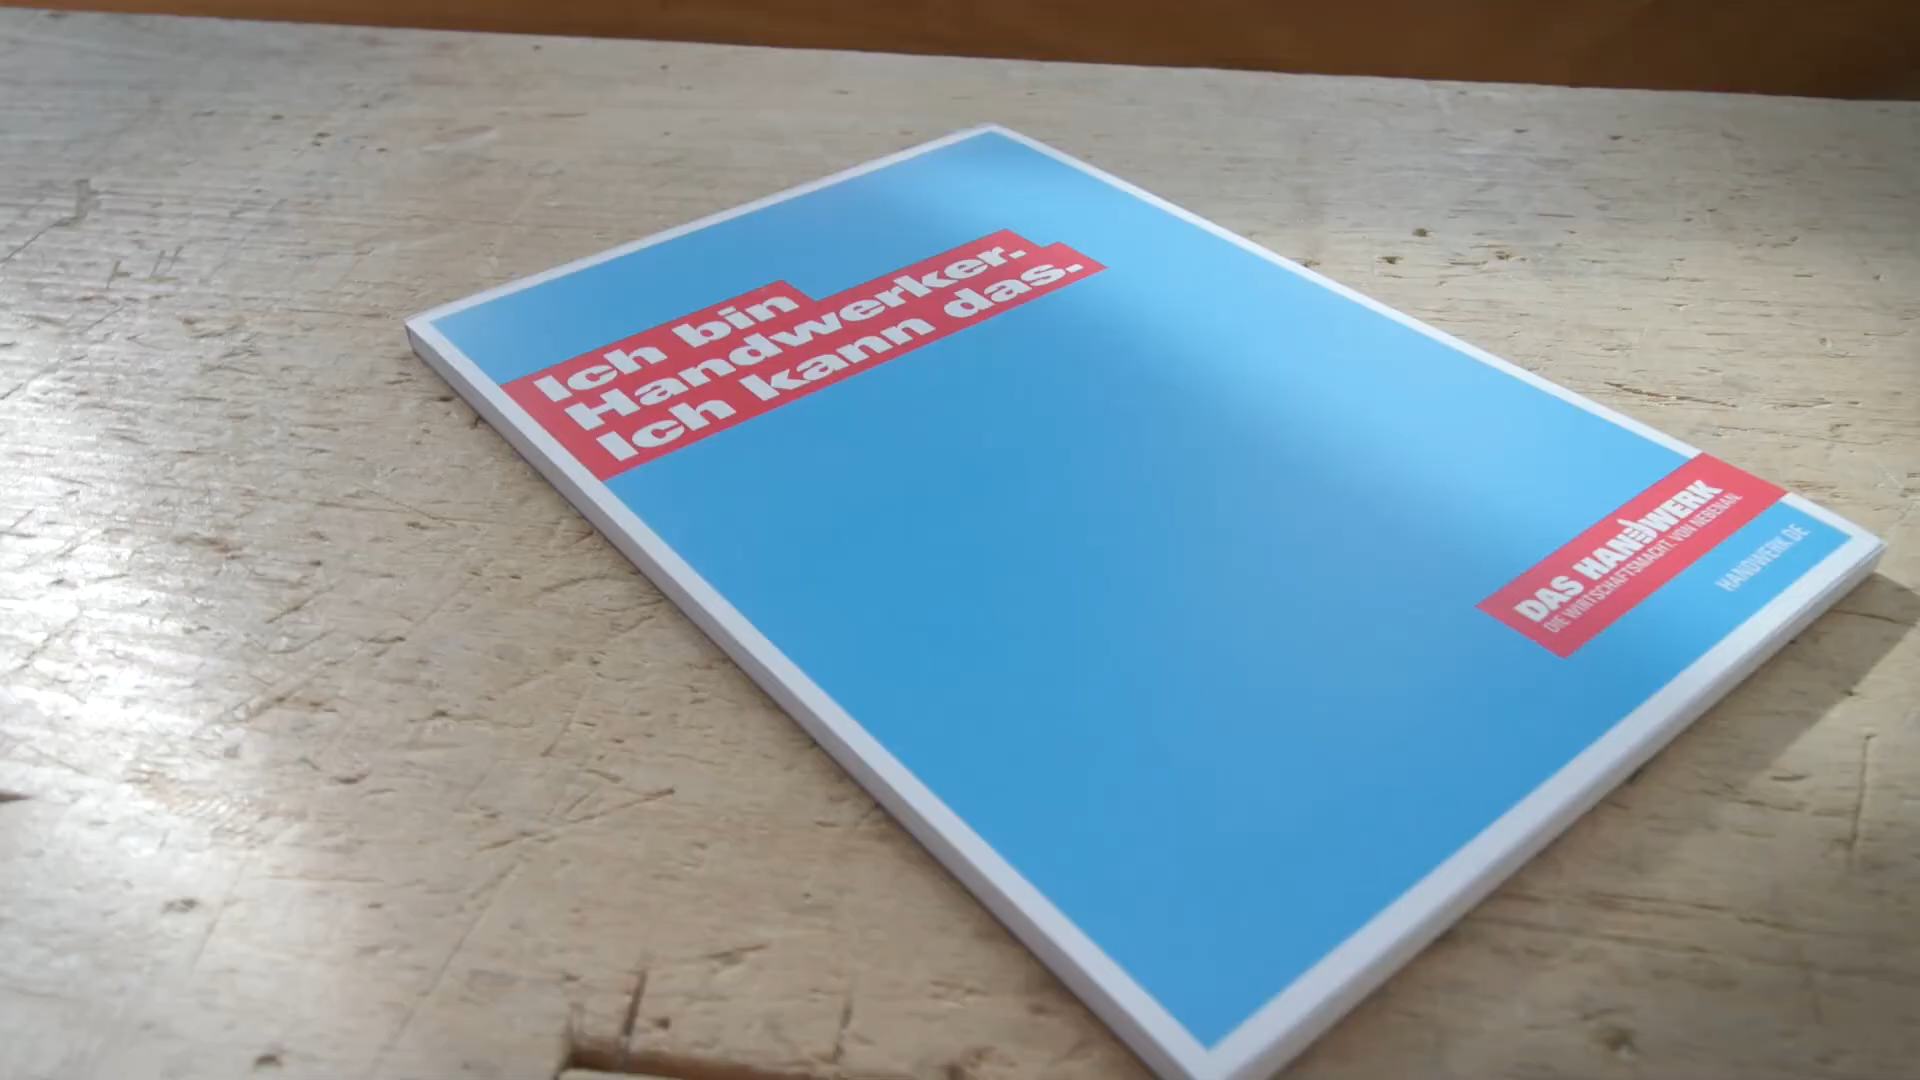 Ich bin
Handwerker.
Ich kann das.
DAS HANDWERK
DIE WIRTSCHAFTSMACHT. VON NEBENAN.
HANDWERK.DE